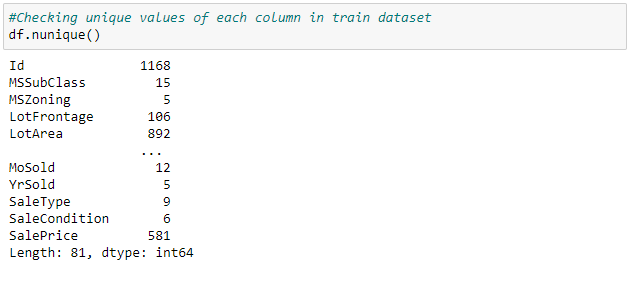 #Checking unique values of each column in train dataset
df.nunique()
Id 1168
MSSubClass 15
MSZoning 5
LotFrontage 106
LotArea 892
...
MoSold 12
YrSold 5
SaleType 9
SaleCondition 6
SalePrice 581
Length: 81, dtype: int64